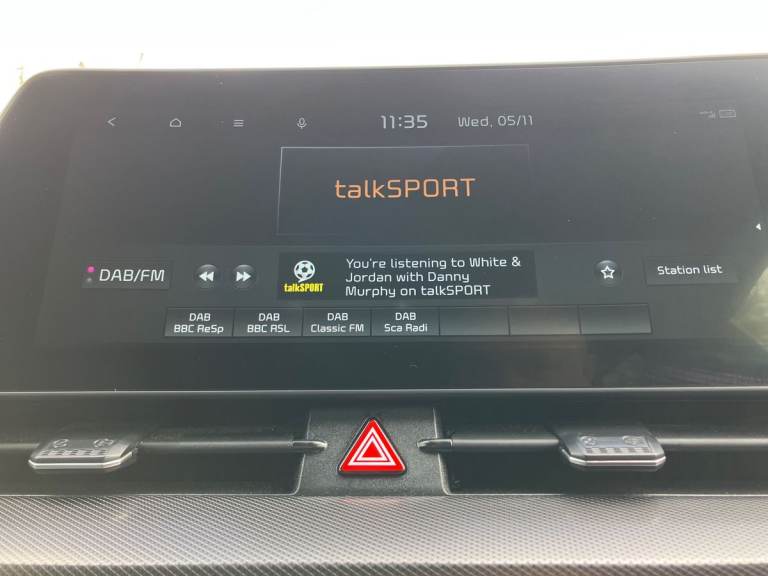 11:35 Wed, 05/11
talkSPORT
DAB/FM
talkSPORT
You're listening to White &
Jordan with Danny
Murphy on talkSPORT
Station list
DAB DAB DAB DAB
BBC ReSp BBC RSL Classic FM Sca Radi